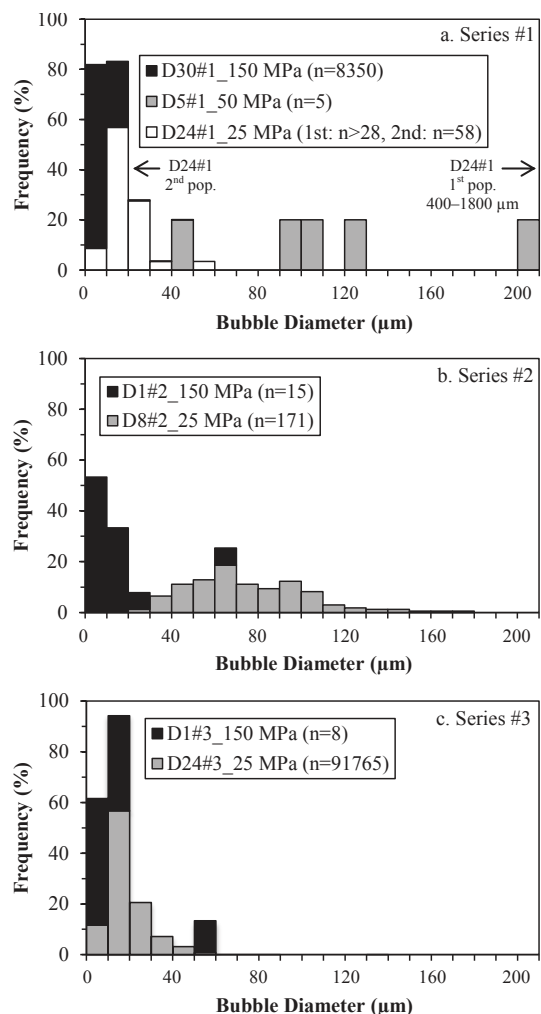 a. Series #1
D30#1_150 MPa (n=8350)
D5#1_50 MPa (n=5)
D24#1_25 MPa (1st: n>28, 2nd: n=58)
D24#1
2nd pop.
D24#1
1st pop.
400–1800 µm
Frequency (%)
100
80
60
40
20
0
0 40 80 120 160 200
Bubble Diameter (µm)
b. Series #2
D1#2_150 MPa (n=15)
D8#2_25 MPa (n=171)
Frequency (%)
100
80
60
40
20
0
0 40 80 120 160 200
Bubble Diameter (µm)
c. Series #3
D1#3_150 MPa (n=8)
D24#3_25 MPa (n=91765)
Frequency (%)
100
80
60
40
20
0
0 40 80 120 160 200
Bubble Diameter (µm)